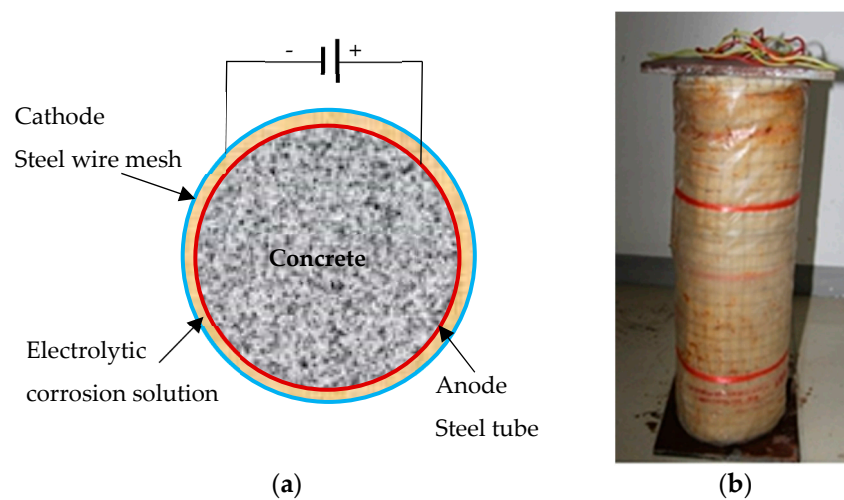 - +
Cathode
Steel wire mesh
Concrete
Electrolytic
corrosion solution
Anode
Steel tube
(a)
(b)